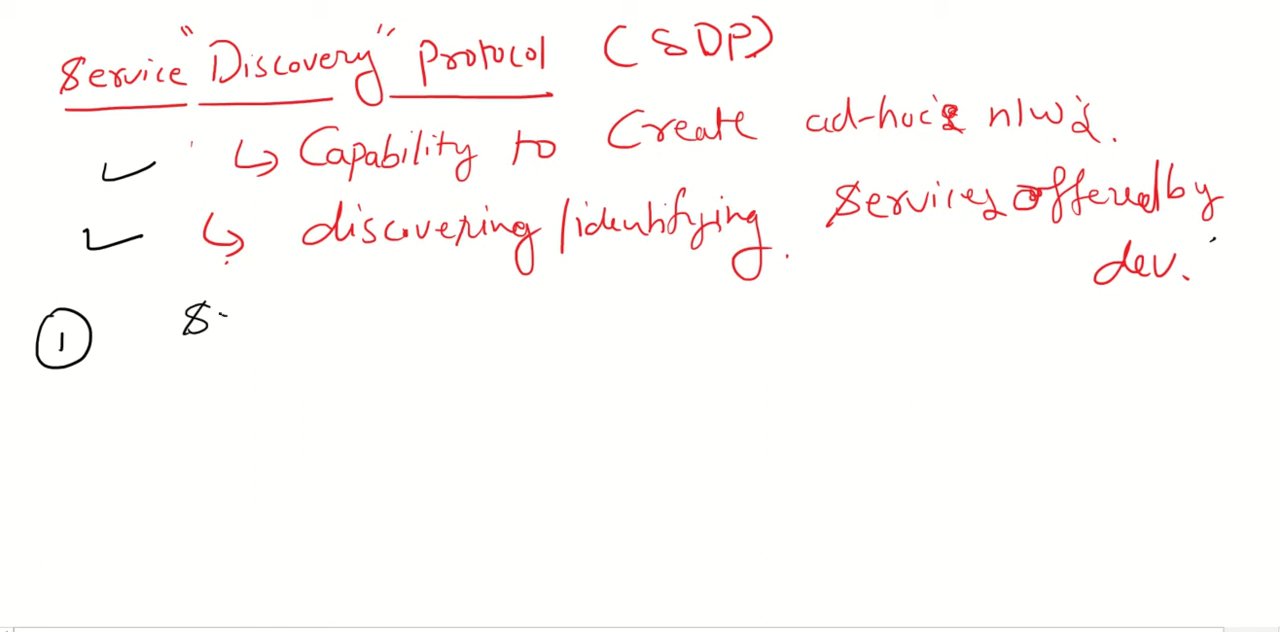 Service "Discovery" Protocol (SDP)
↳ Capability to Create ad-hoc's n/w's.
↳ discovering/identifying. services offered by
dev.
① S